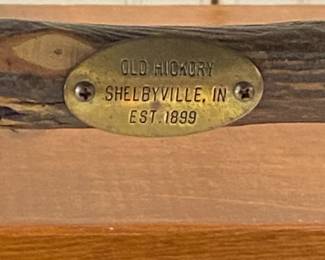 OLD HICKORY
SHELBYVILLE, IN
EST. 1899